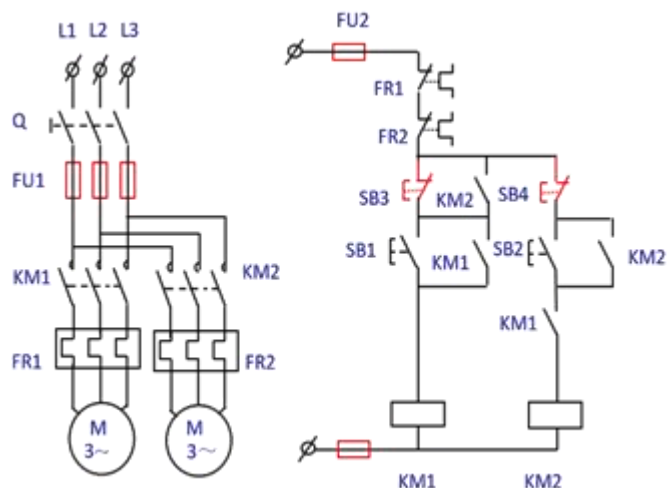 L1 L2 L3
FU2
FR1
Q
FR2
FU1
SB3
KM2
SB4
SB1
KM1
SB2
KM2
KM1
KM2
KM1
FR1
FR2
M
3~
M
3~
KM1
KM2